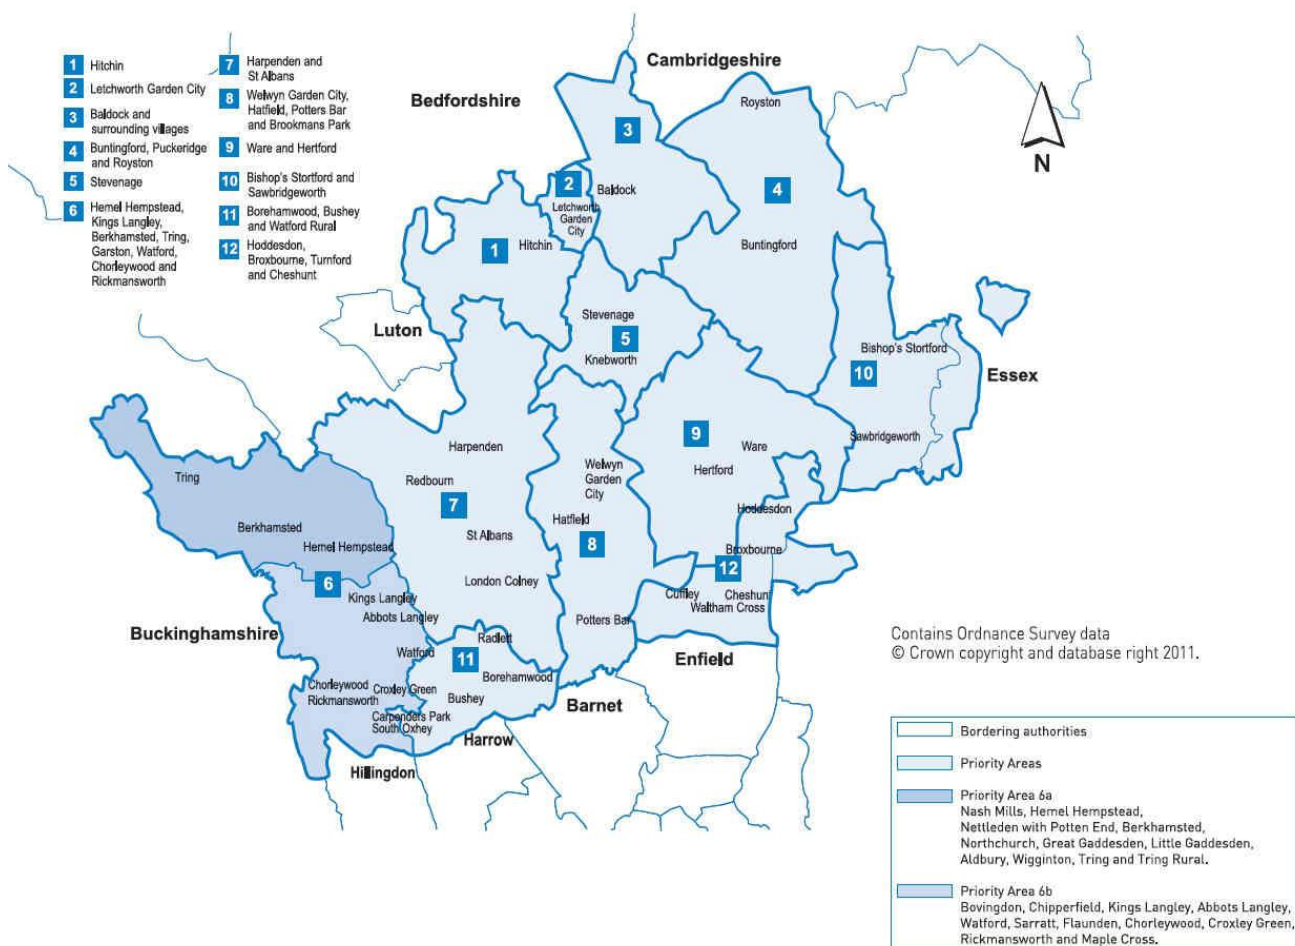 1 Hitchin
2 Letchworth Garden City
3 Baldock and
surrounding villages
4 Buntingford, Puckeridge
and Royston
5 Stevenage
6 Hemel Hempstead,
Kings Langley,
Berkhamsted, Tring,
Garston, Watford,
Chorleywood and
Rickmansworth
7 Harpenden and
St Albans
8 Welwyn Garden City,
Hatfield, Potters Bar
and Brookmans Park
9 Ware and Hertford
10 Bishop's Stortford and
Sawbridgeworth
11 Borehamwood, Bushey
and Watford Rural
12 Hoddesdon,
Broxbourne, Turnford
and Cheshunt
Cambridgeshire
Bedfordshire
Royston
N
3
2
Baldock
4
Letchworth
Garden
City
Hitchin
1
Buntingford
Luton
Stevenage
5
Knebworth
Bishop's Stortford
10
Essex
Sawbridgeworth
9
Ware
Hertford
Harpenden
Redbourn
7
St Albans
London Colney
Welwyn
Garden
City
Hatfield
8
Potters Bar
Hoddesdon
Broxbourne
12
Cuffley
Cheshun
Waltham Cross
Tring
Berkhamsted
Hemel Hempstead
6
Kings Langley
Abbots Langley
Buckinghamshire
Watford
Radlett
11
Borehamwood
Bushey
Chorleywood
Rickmansworth
Croxley Green
Carpenders Park
South Oxhey
Enfield
Barnet
Harrow
Hillingdon
Contains Ordnance Survey data
© Crown copyright and database right 2011.
Bordering authorities
Priority Areas
Priority Area 6a
Nash Mills, Hemel Hempstead,
Nettleden with Potten End, Berkhamsted,
Northchurch, Great Gaddesden, Little Gaddesden,
Aldbury, Wigginton, Tring and Tring Rural.
Priority Area 6b
Bovingdon, Chipperfield, Kings Langley, Abbots Langley,
Watford, Sarratt, Flaunden, Chorleywood, Croxley Green,
Rickmansworth and Maple Cross.